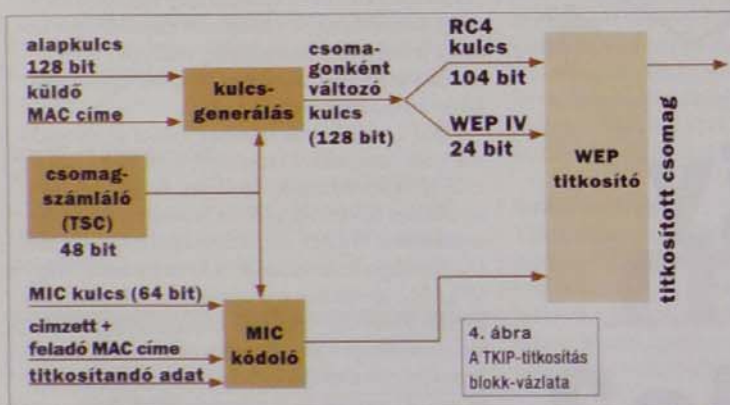 alapkulcs
128 bit
küldő
MAC címe
kulcs-
generálás
csoma-
gonként
változó
kulcs
(128 bit)
RC4
kulcs
104 bit
WEP IV
24 bit
WEP
titkosító
titkosított csomag
csomag-
számláló
(TSC)
48 bit
MIC kulcs (64 bit)
címzett +
feladó MAC címe
titkosítandó adat
MIC
kódoló
4. ábra
A TKIP-titkosítás
blokk-vázlata